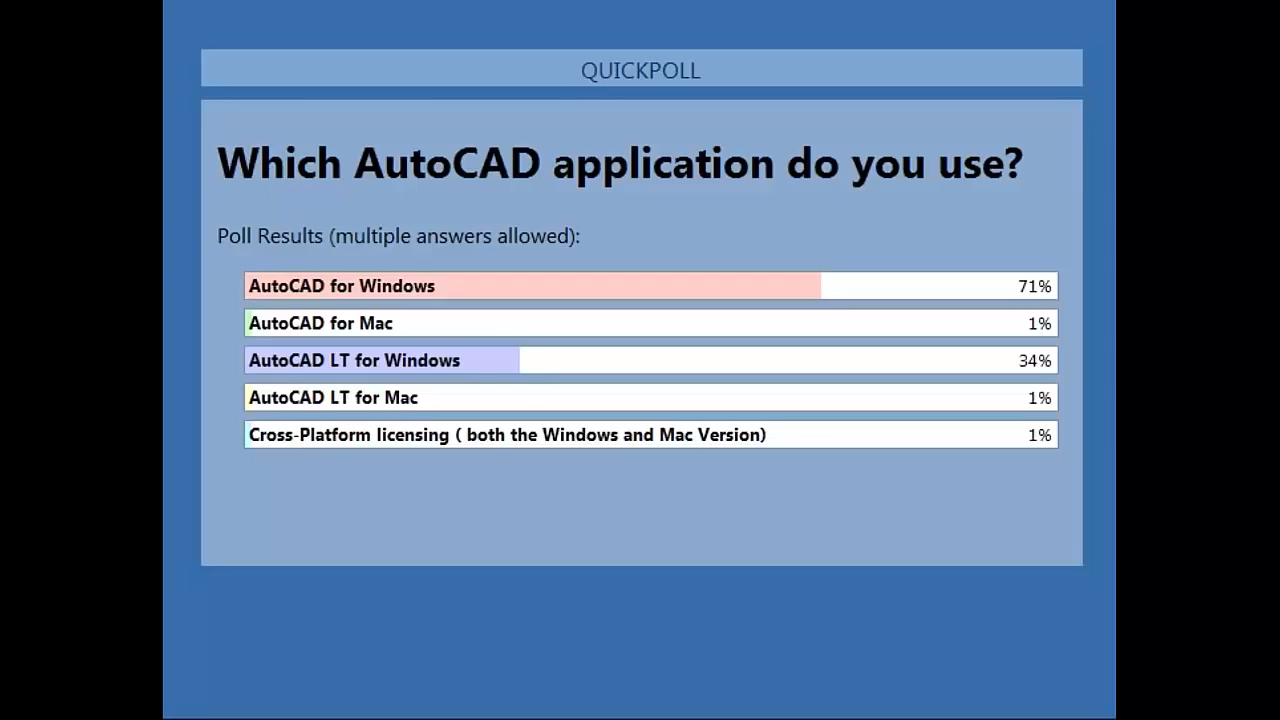 QUICKPOLL
Which AutoCAD application do you use?
Poll Results (multiple answers allowed):
AutoCAD for Windows 71%
AutoCAD for Mac 1%
AutoCAD LT for Windows 34%
AutoCAD LT for Mac 1%
Cross-Platform licensing ( both the Windows and Mac Version) 1%